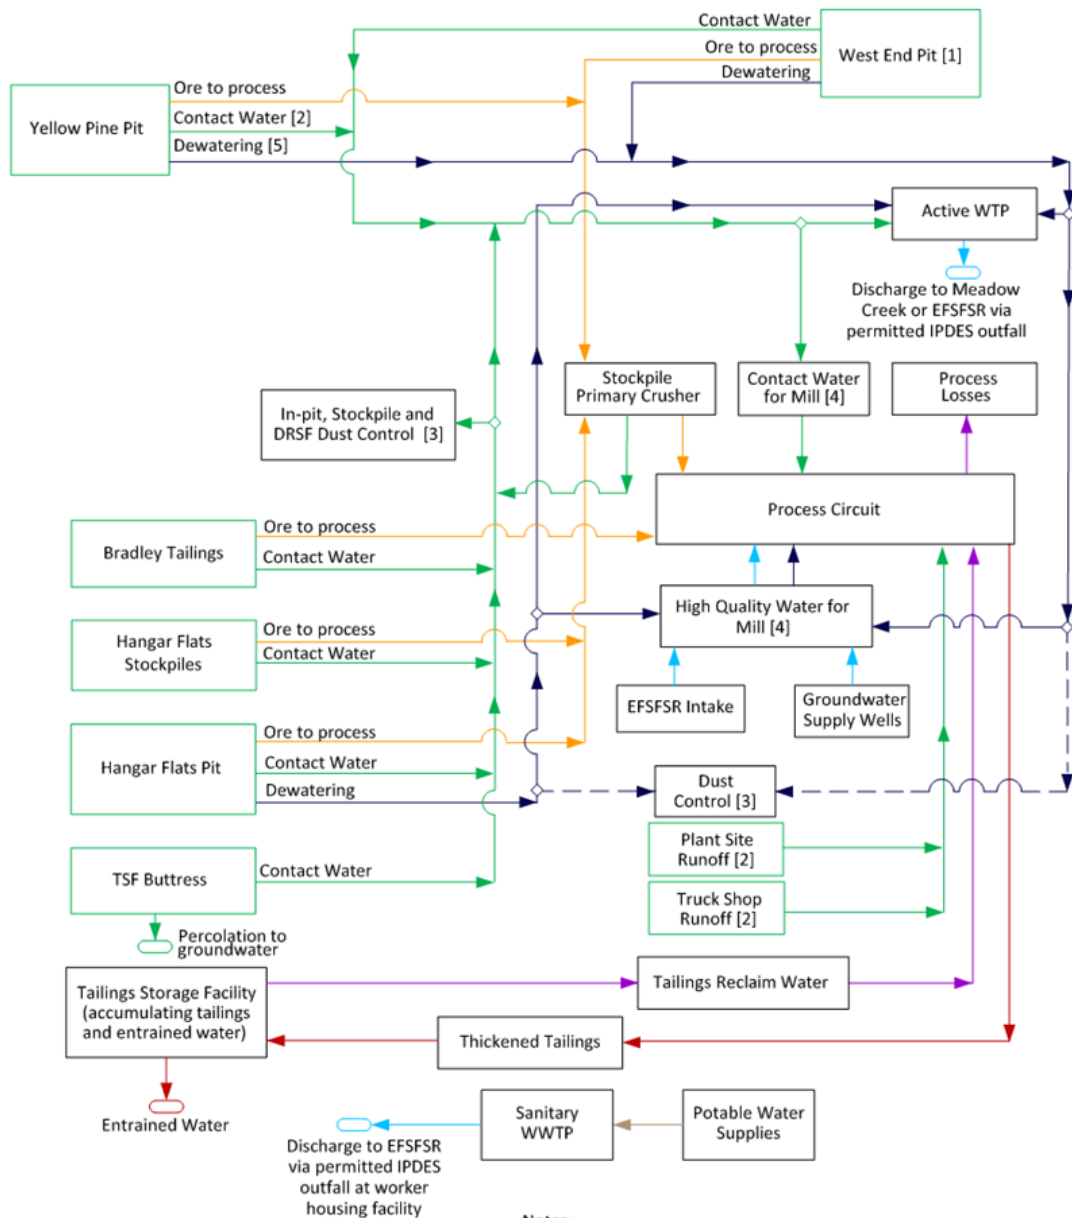 Contact Water
Ore to process
Dewatering
West End Pit [1]
Yellow Pine Pit
Ore to process
Contact Water [2]
Dewatering [5]
Active WTP
Discharge to Meadow
Creek or EFSFSR via
permitted IPDES outfall
In-pit, Stockpile and
DRSF Dust Control [3]
Stockpile
Primary Crusher
Contact Water
for Mill [4]
Process
Losses
Process Circuit
Bradley Tailings
Ore to process
Contact Water
High Quality Water for
Mill [4]
Hangar Flats
Stockpiles
Ore to process
Contact Water
EFSFSR Intake
Groundwater
Supply Wells
Hangar Flats Pit
Ore to process
Contact Water
Dewatering
Dust
Control [3]
Plant Site
Runoff [2]
TSF Buttress
Contact Water
Truck Shop
Runoff [2]
Percolation to
groundwater
Tailings Storage Facility
(accumulating tailings
and entrained water)
Tailings Reclaim Water
Thickened Tailings
Entrained Water
Sanitary
WWTP
Potable Water
Supplies
Discharge to EFSFSR
via permitted IPDES
outfall at worker
housing facility
Notes: